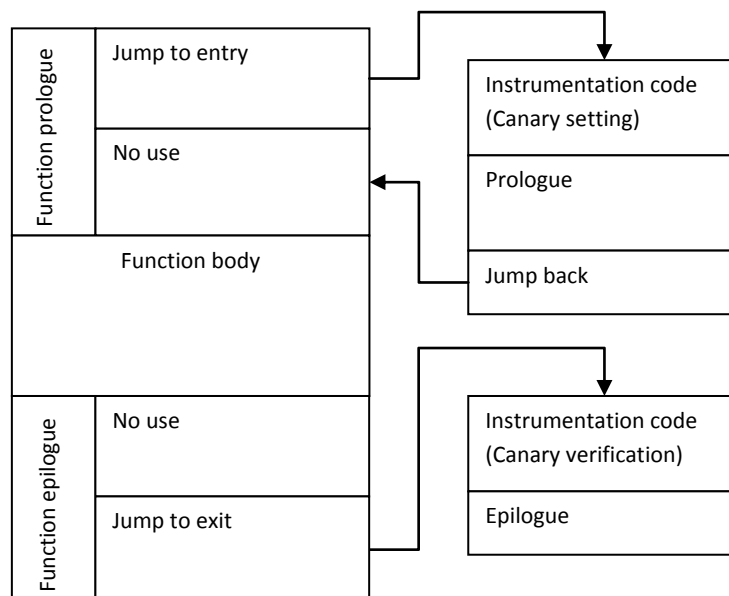 Function prologue
Jump to entry
No use
Function body
Function epilogue
No use
Jump to exit
Instrumentation code
(Canary setting)
Prologue
Jump back
Instrumentation code
(Canary verification)
Epilogue